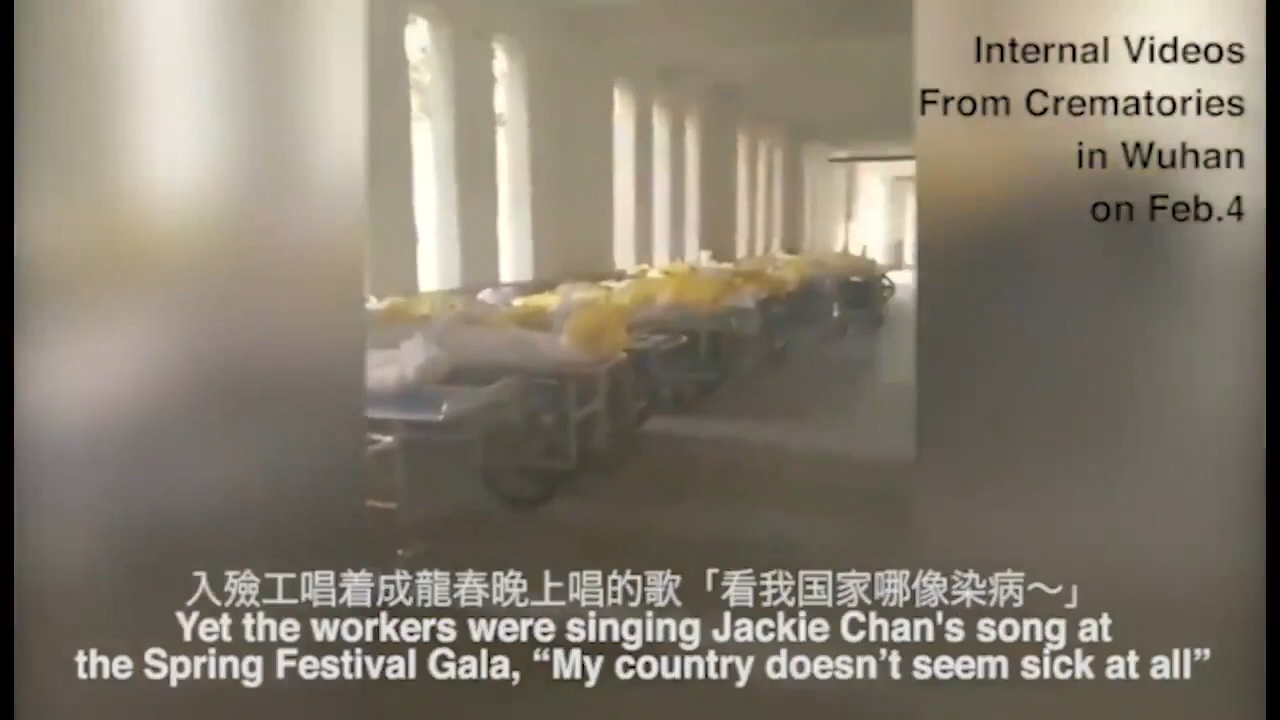 Internal Videos
From Crematories
in Wuhan
on Feb.4
入殮工唱着成龍春晚上唱的歌「看我国家哪像染病～」
Yet the workers were singing Jackie Chan's song at
the Spring Festival Gala, “My country doesn’t seem sick at all”